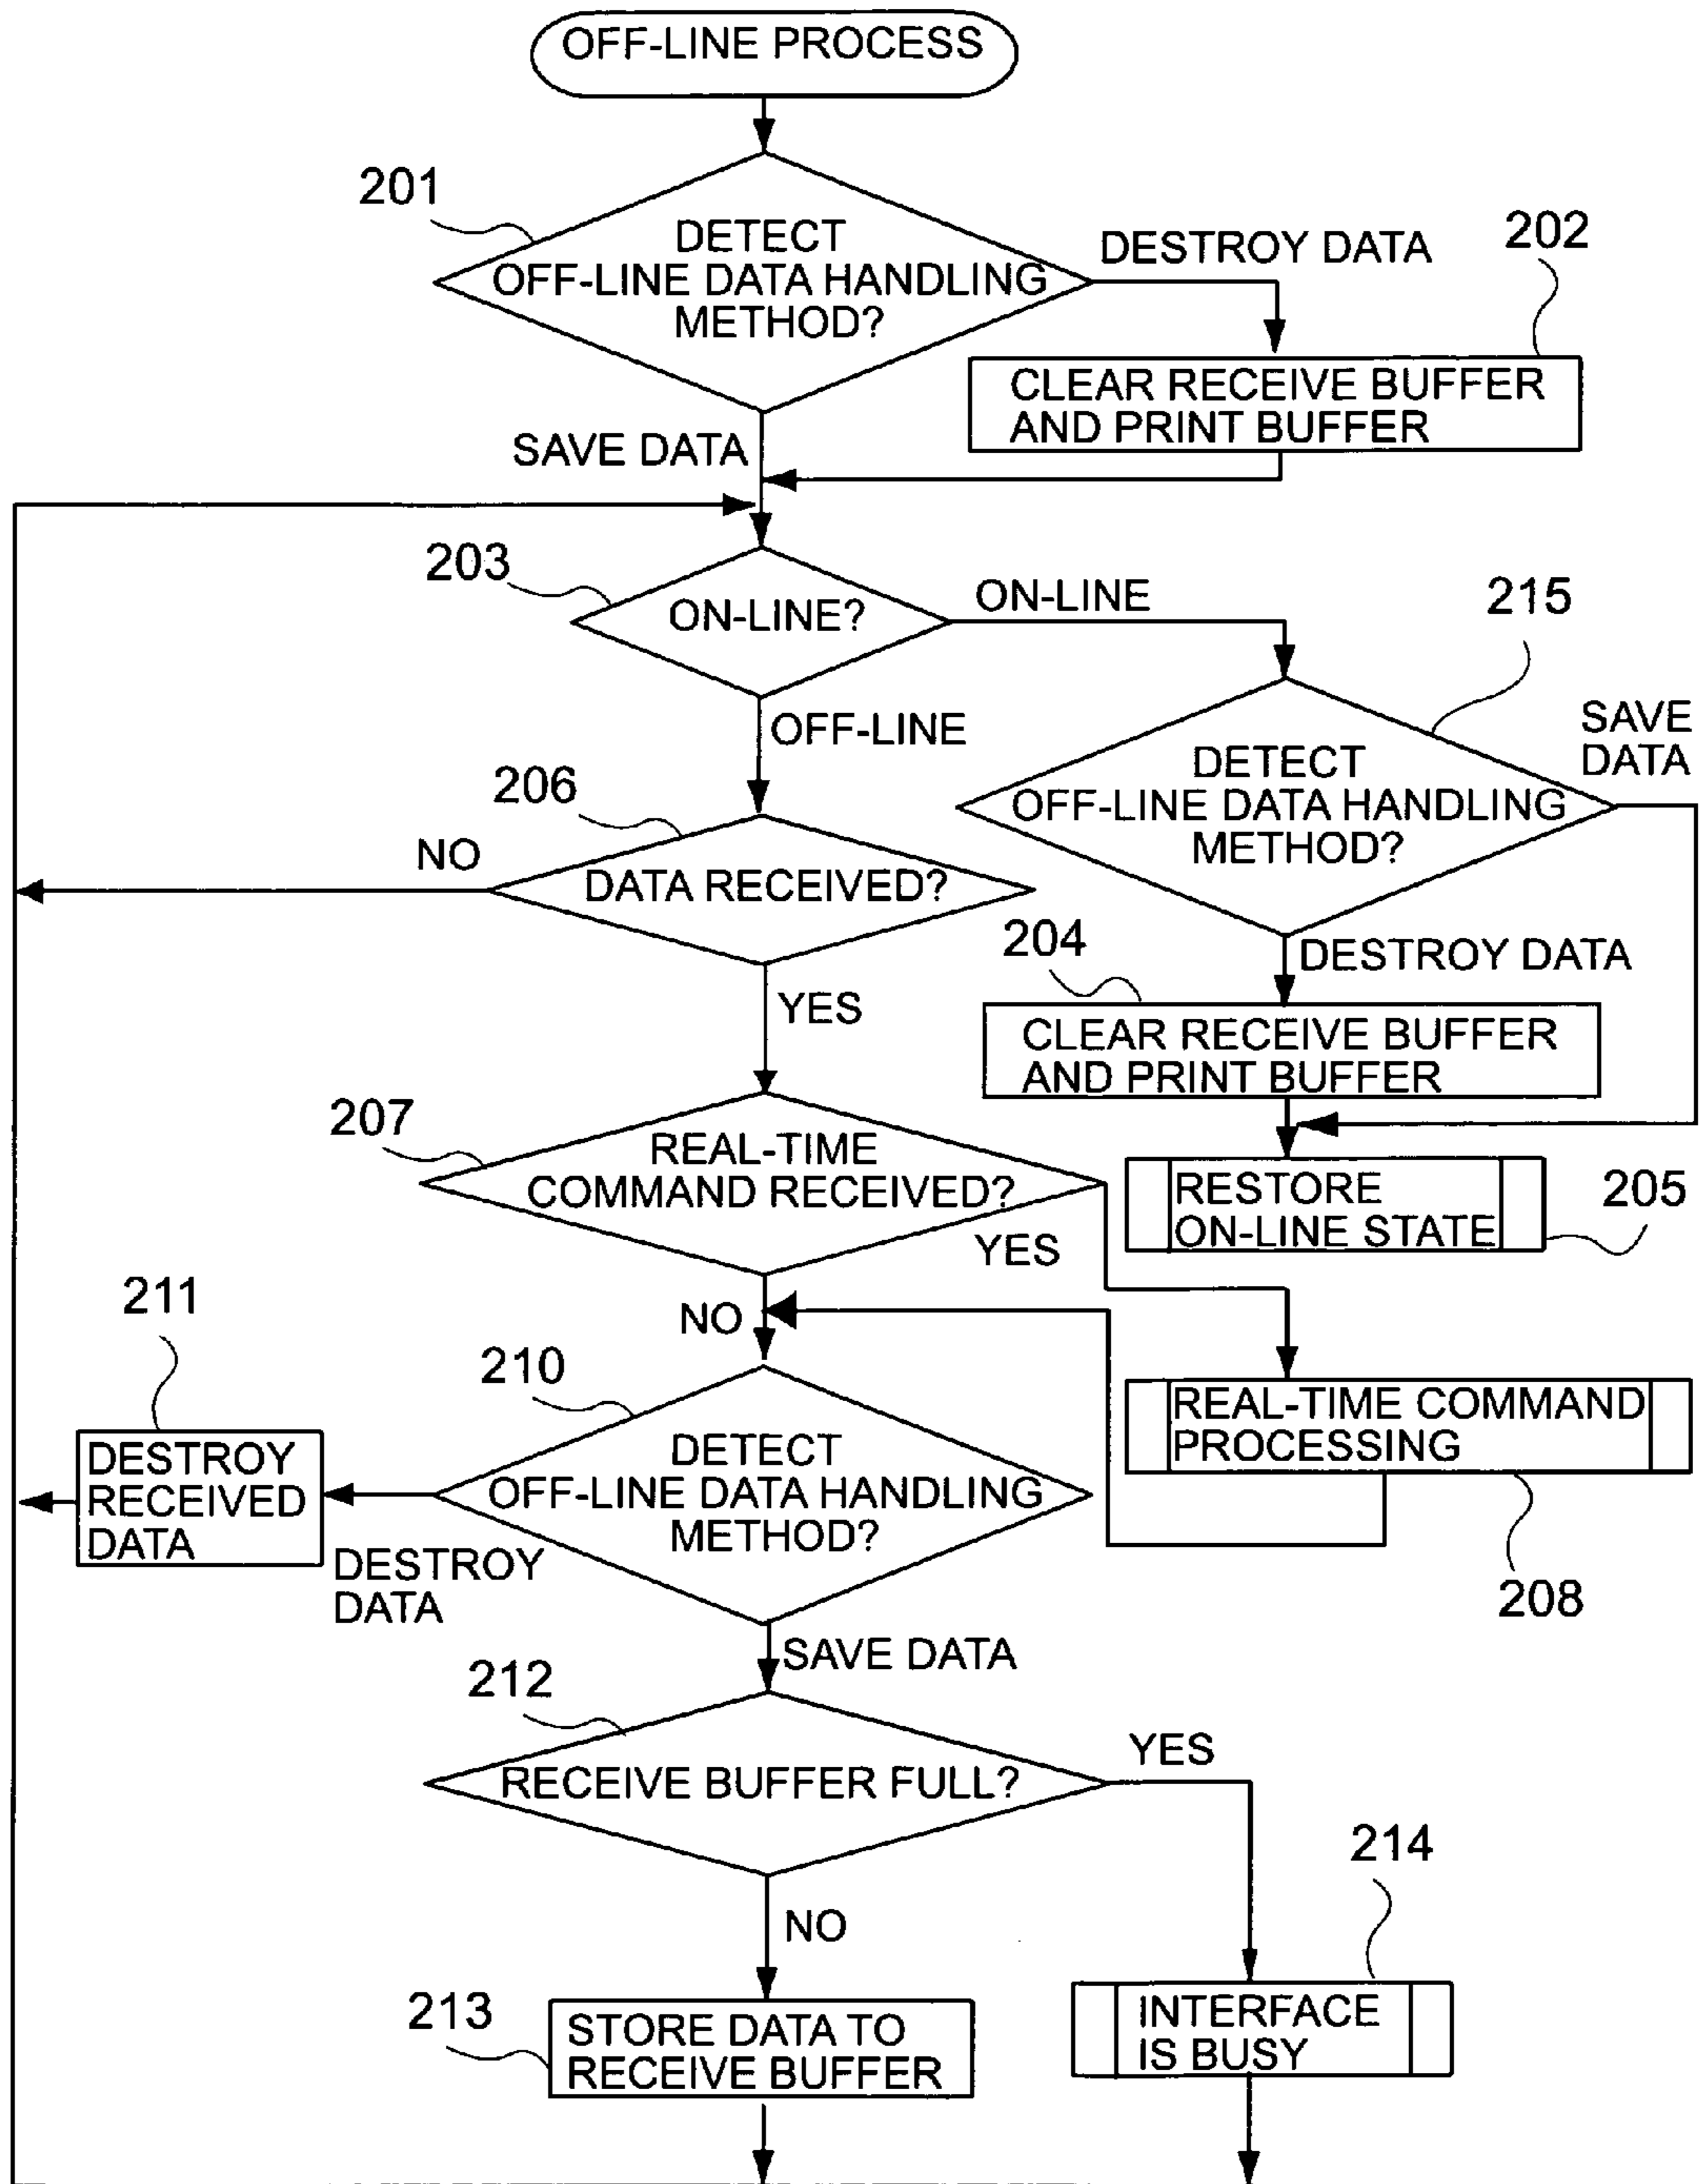 OFF-LINE PROCESS
201
DETECT
OFF-LINE DATA HANDLING
METHOD?
DESTROY DATA
202
CLEAR RECEIVE BUFFER
AND PRINT BUFFER
SAVE DATA
203
ON-LINE?
ON-LINE
215
OFF-LINE
DETECT
OFF-LINE DATA HANDLING
METHOD?
SAVE
DATA
206
NO
DATA RECEIVED?
204
DESTROY DATA
YES
CLEAR RECEIVE BUFFER
AND PRINT BUFFER
207
REAL-TIME
COMMAND RECEIVED?
YES
RESTORE
ON-LINE STATE
205
211
NO
210
REAL-TIME COMMAND
PROCESSING
DESTROY
RECEIVED
DATA
DETECT
OFF-LINE DATA HANDLING
METHOD?
DESTROY
DATA
208
SAVE DATA
212
RECEIVE BUFFER FULL?
YES
214
NO
213
STORE DATA TO
RECEIVE BUFFER
INTERFACE
IS BUSY